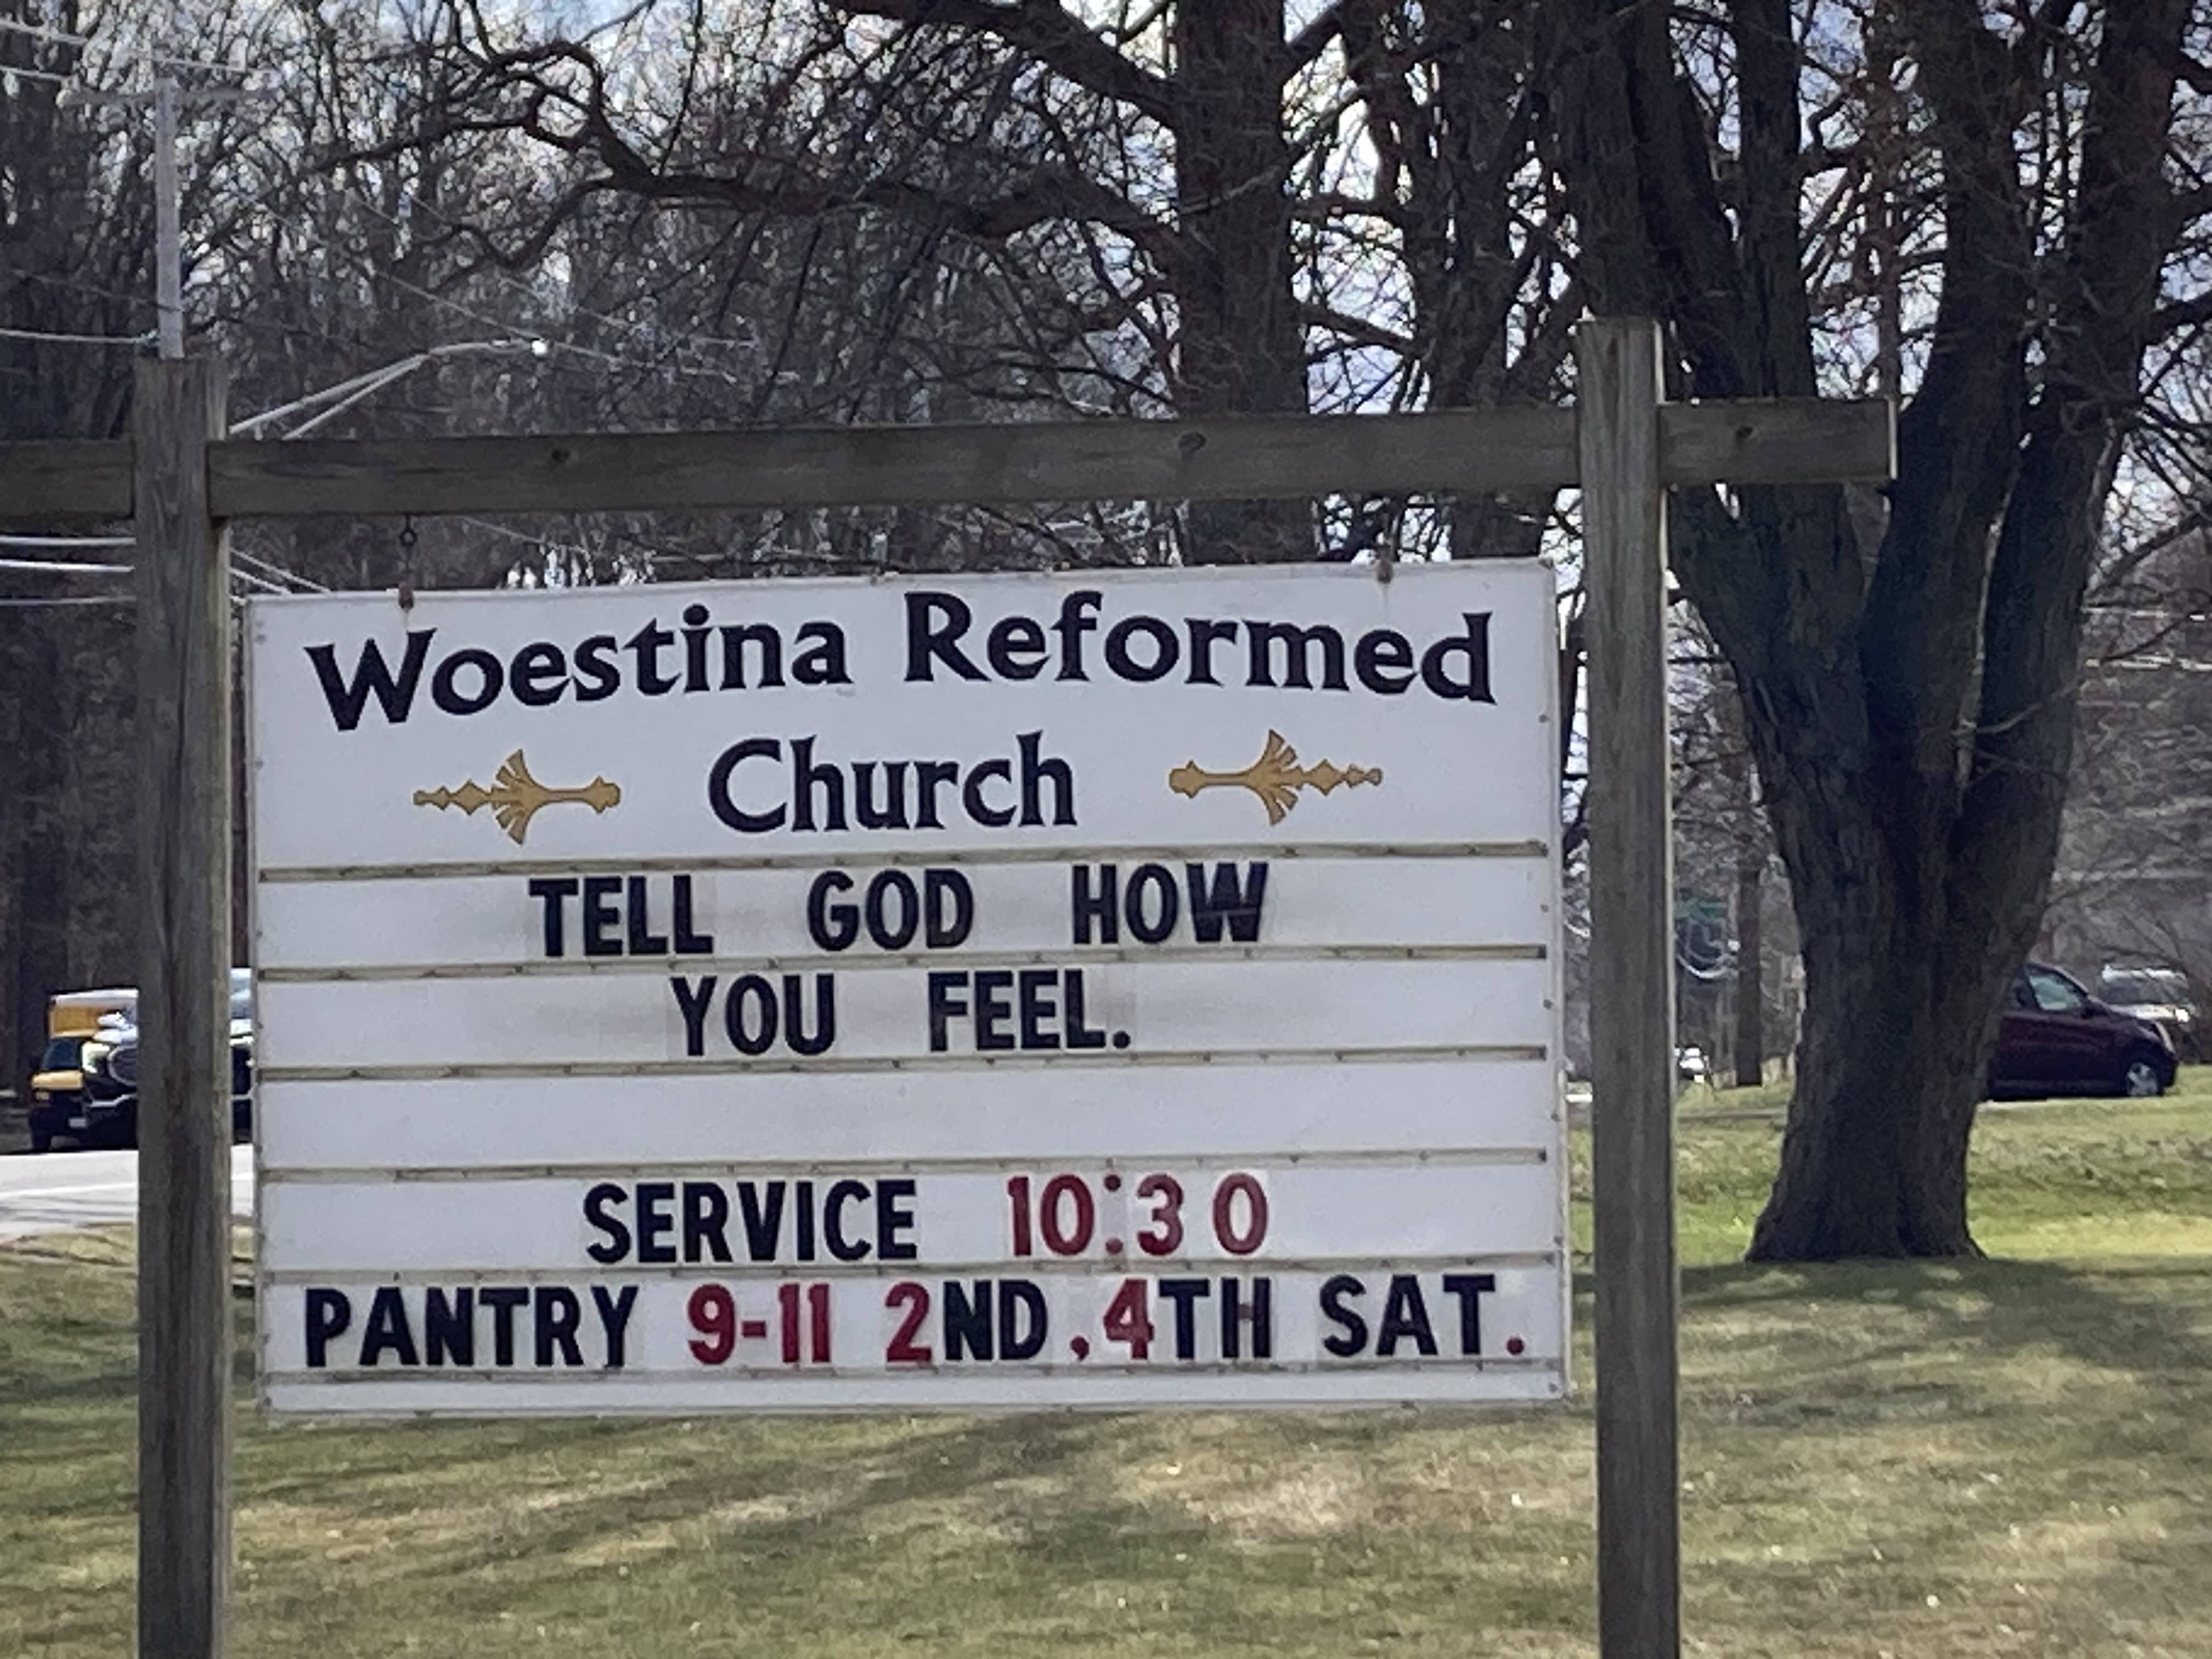 Woestina Reformed
Church
TELL GOD HOW
YOU FEEL.
SERVICE 10:30
PANTRY 9-11 2ND,4TH SAT.